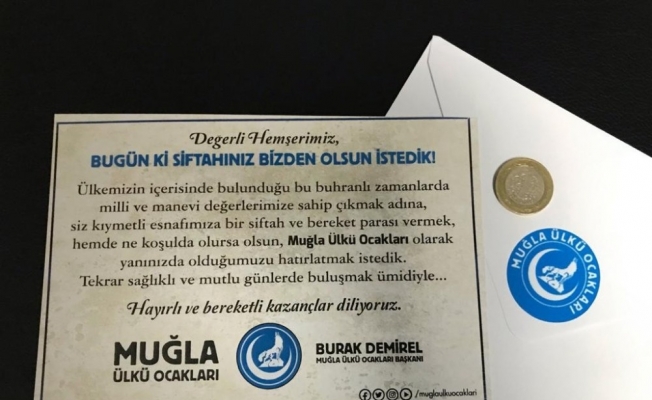 Degerli Hemşerimiz,
BUGÜN Kİ SİFTAHINIZ BİZDEN OLSUN İSTEDİK!
Ülkemizin içerisinde bulunduğu bu buhranlı zamanlarda
milli ve manevi değerlerimize sahip çıkmak adına,
siz kıymetli esnafımıza bir siftah ve bereket parası vermek,
hemde ne koşulda olursa olsun, Muğla Ülkü Ocakları olarak
yanınızda olduğumuzu hatırlatmak istedik.
Tekrar sağlıklı ve mutlu günlerde buluşmak ümidiyle...
Hayırlı ve bereketli kazançlar diliyoruz.
MUĞLA
ÜLKÜ OCAKLARI
BURAK DEMİREL
MUĞLA ÜLKÜ OCAKLARI BAŞKANI
/muglaulkuocaklari
MUĞLA ÜLKÜ OCAKLARI